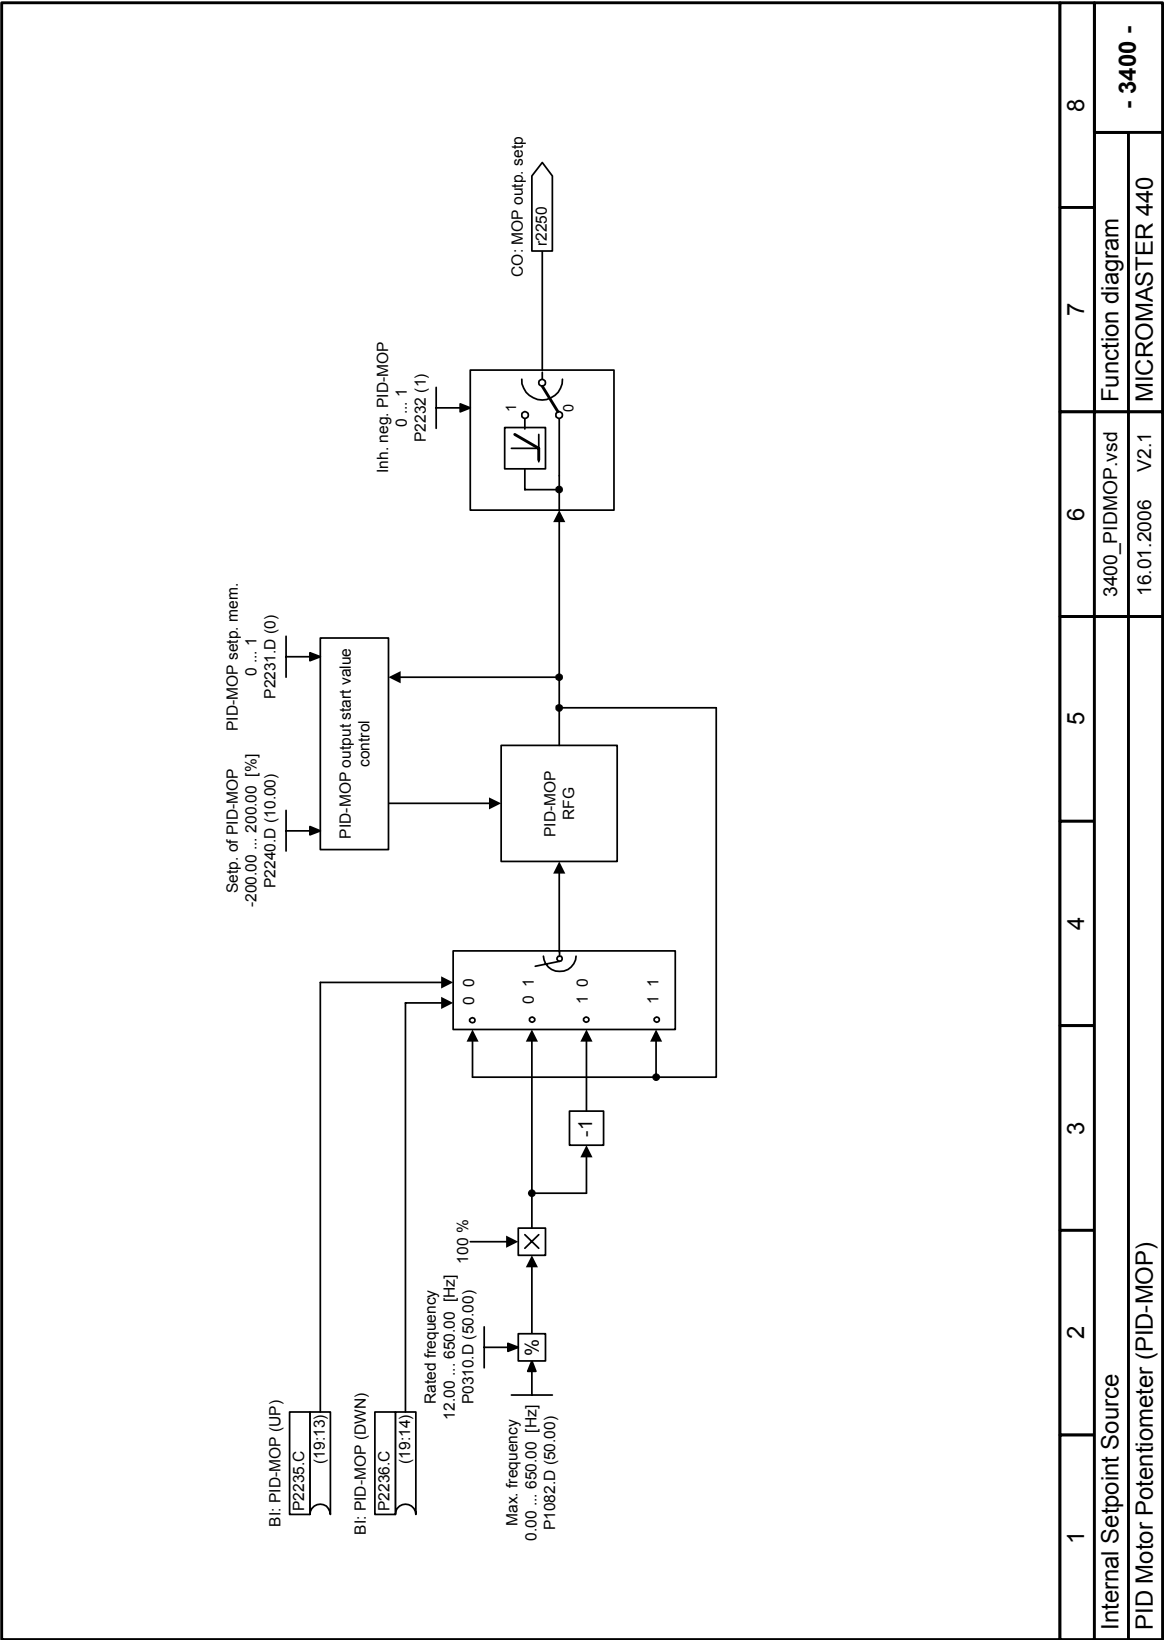 BI: PID-MOP (UP)
P2235.C
(19:13)
BI: PID-MOP (DWN)
P2236.C
(19:14)
Max. frequency
0.00 ... 650.00 [Hz]
P1082.D (50.00)
Rated frequency
12.00 ... 650.00 [Hz]
P0310.D (50.00)
%
100 %
X
-1
0 0
0 1
1 0
1 1
Setp. of PID-MOP
-200.00 ... 200.00 [%]
P2240.D (10.00)
PID-MOP setp. mem.
0 ... 1
P2231.D (0)
PID-MOP output start value
control
PID-MOP
RFG
Inh. neg. PID-MOP
0 ... 1
P2232 (1)
1
0
CO: MOP outp. setp
r2250
1 2 3 4 5 6 7 8
Internal Setpoint Source
PID Motor Potentiometer (PID-MOP)
3400_PIDMOP.vsd
16.01.2006 V2.1
Function diagram
MICROMASTER 440
- 3400 -